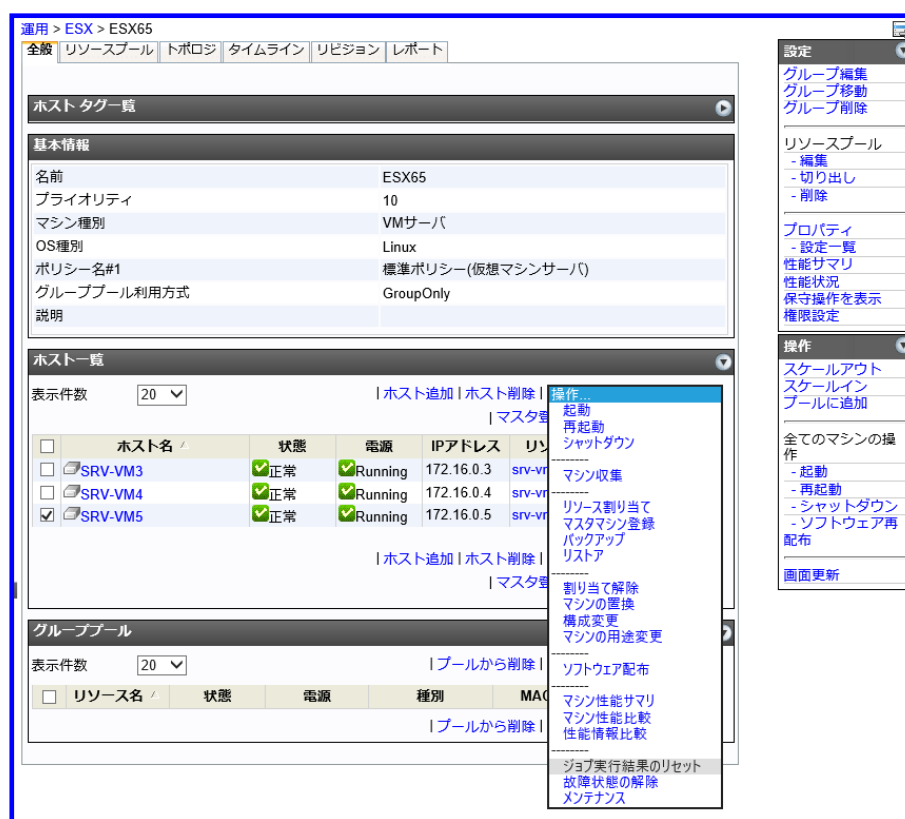 運用 > ESX > ESX65
全般 リソースプール トポロジ タイムライン リビジョン レポート
ホスト タグ一覧
基本情報
名前 ESX65
プライオリティ 10
マシン種別 VMサーバ
OS種別 Linux
ポリシー名#1 標準ポリシー(仮想マシンサーバ)
グループプール利用方式 GroupOnly
説明
ホスト一覧
表示件数 20 | ホスト追加 | ホスト削除 |
| マスタ登
ホスト名 状態 電源 IPアドレス リソ
SRV-VM3 正常 Running 172.16.0.3 srv-vr
SRV-VM4 正常 Running 172.16.0.4 srv-vr
SRV-VM5 正常 Running 172.16.0.5 srv-vr
| ホスト追加 | ホスト削除 |
| マスタ登
操作...
起動
再起動
シャットダウン
--------
マシン収集
--------
リソース割り当て
マスタマシン登録
バックアップ
リストア
--------
割り当て解除
マシンの置換
構成変更
マシンの用途変更
--------
ソフトウェア配布
--------
マシン性能サマリ
マシン性能比較
性能情報比較
--------
ジョブ実行結果のリセット
故障状態の解除
メンテナンス
グループプール
表示件数 20 | プールから削除 |
リソース名 状態 電源 種別 MAC
| プールから削除 |
設定
グループ編集
グループ移動
グループ削除
リソースプール
- 編集
- 切り出し
- 削除
プロパティ
- 設定一覧
性能サマリ
性能状況
保守操作を表示
権限設定
操作
スケールアウト
スケールイン
プールに追加
全てのマシンの操
作
- 起動
- 再起動
- シャットダウン
- ソフトウェア再
配布
画面更新